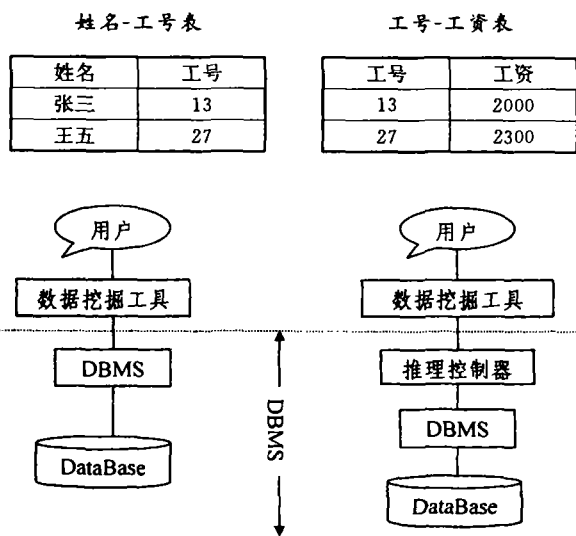 姓名-工号表
工号-工资表
姓名 工号
张三 13
王五 27
工号 工资
13 2000
27 2300
用户
数据挖掘工具
DBMS
DataBase
DBMS
用户
数据挖掘工具
推理控制器
DBMS
DataBase